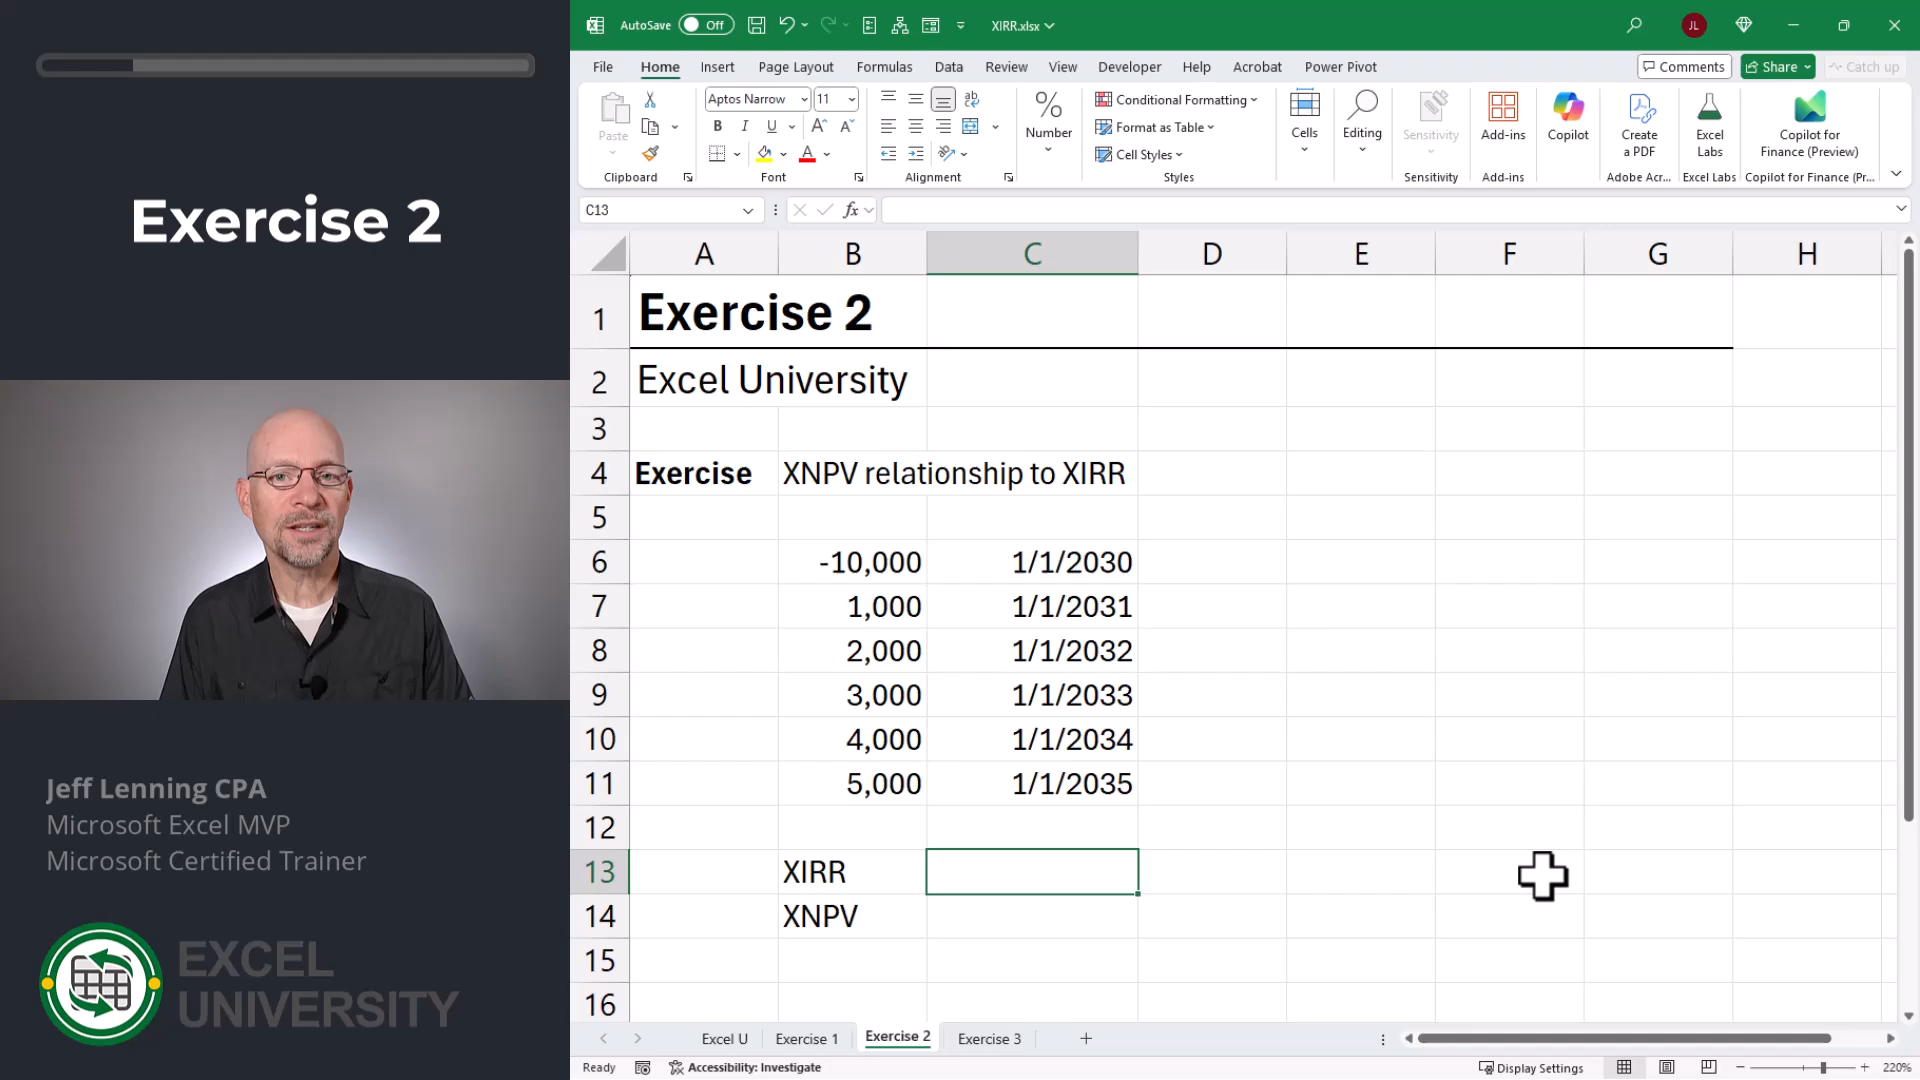 Exercise 2
Jeff Lenning CPA
Microsoft Excel MVP
Microsoft Certified Trainer
EXCEL
UNIVERSITY
AutoSave Off XIRR.xlsx JL
File Home Insert Page Layout Formulas Data Review View Developer Help Acrobat Power Pivot Comments Share Catch up
Paste
Clipboard
Aptos Narrow 11
B I U
Font
ab
Alignment
Number
Conditional Formatting
Format as Table
Cell Styles
Styles
Cells
Editing
Sensitivity
Sensitivity
Add-ins
Add-ins
Copilot
Create
a PDF
Adobe Acr...
Excel
Labs
Excel Labs
Copilot for
Finance (Preview)
Copilot for Finance (Pr...
C13 fx
A B C D E F G H
1 Exercise 2
2 Excel University
3
4 Exercise XNPV relationship to XIRR
5
6 -10,000 1/1/2030
7 1,000 1/1/2031
8 2,000 1/1/2032
9 3,000 1/1/2033
10 4,000 1/1/2034
11 5,000 1/1/2035
12
13 XIRR
14 XNPV
15
16
Excel U Exercise 1 Exercise 2 Exercise 3
Ready Accessibility: Investigate Display Settings 220%